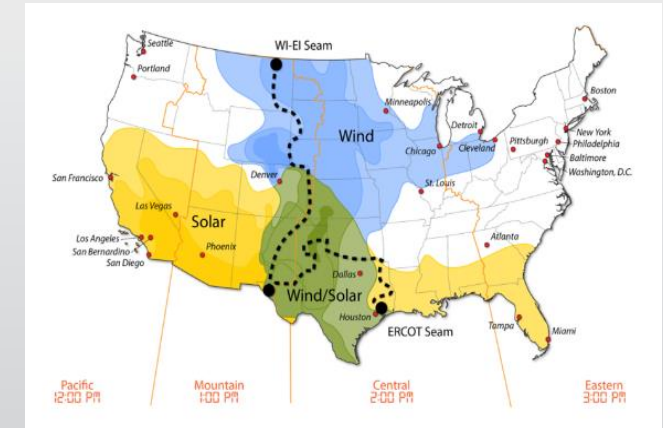 WI-EI Seam
Seattle
Portland
Minneapolis
Boston
Detroit
New York
Wind
Pittsburgh
Philadelphia
Chicago
Cleveland
Baltimore
Washington, D.C.
Denver
San Francisco
St. Louis
Las Vegas
Solar
Los Angeles
Phoenix
Atlanta
San Bernardino
San Diego
Dallas
Wind/Solar
Houston
ERCOT Seam
Tampa
Miami
Pacific
12:00 PM
Mountain
1:00 PM
Central
2:00 PM
Eastern
3:00 PM